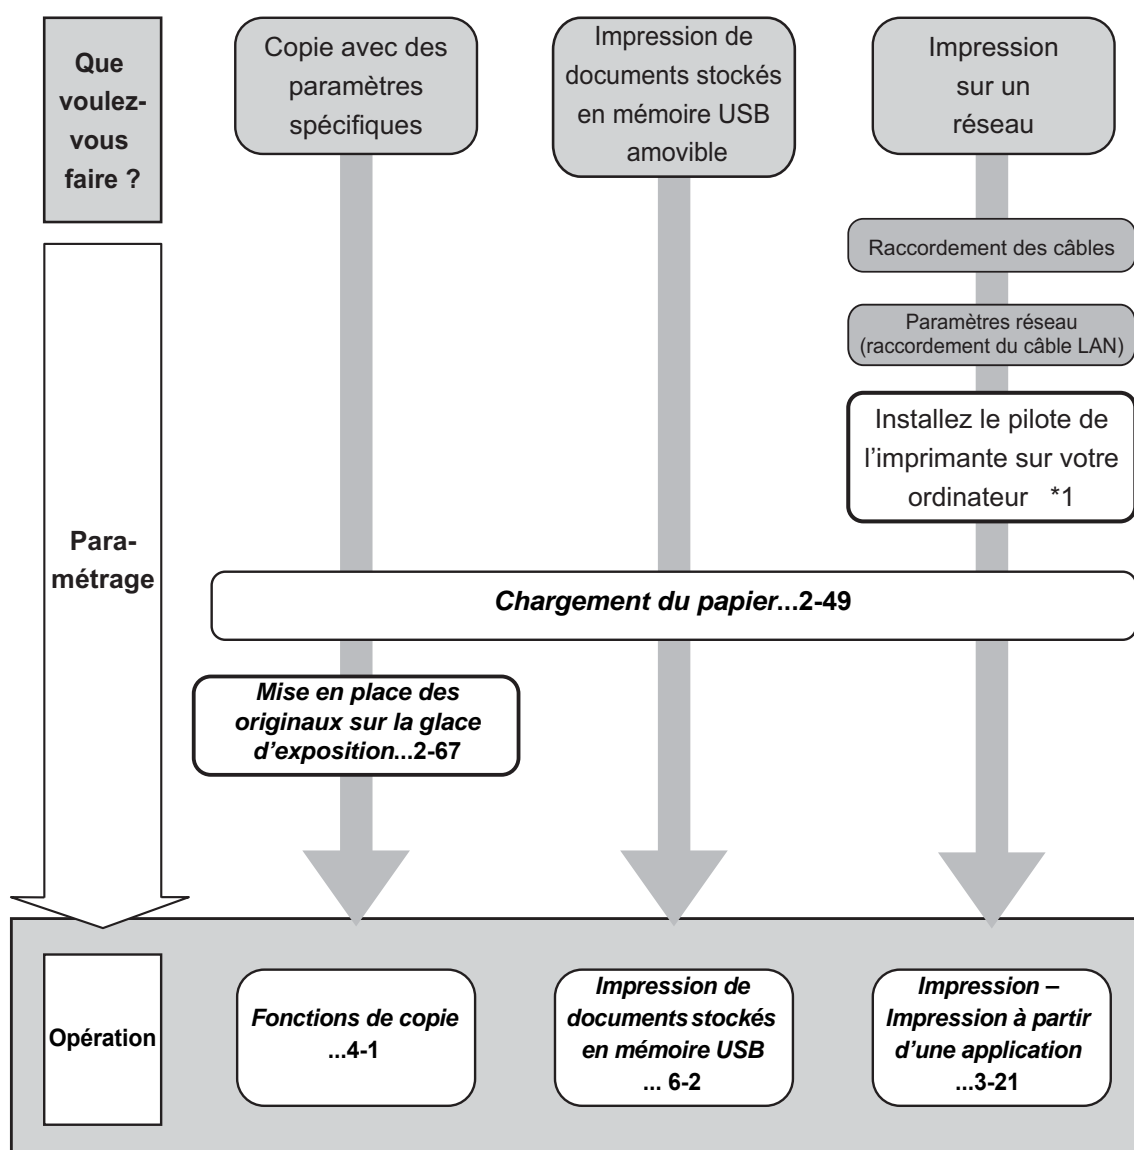 Que
voulez-
vous
faire ?
Copie avec des
paramètres
spécifiques
Impression de
documents stockés
en mémoire USB
amovible
Impression
sur un
réseau
Raccordement des câbles
Paramètres réseau
(raccordement du câble LAN)
Installez le pilote de
l’imprimante sur votre
ordinateur *1
Para-
métrage
Chargement du papier...2-49
Mise en place des
originaux sur la glace
d’exposition...2-67
Opération
Fonctions de copie
...4-1
Impression de
documents stockés
en mémoire USB
... 6-2
Impression –
Impression à partir
d’une application
...3-21